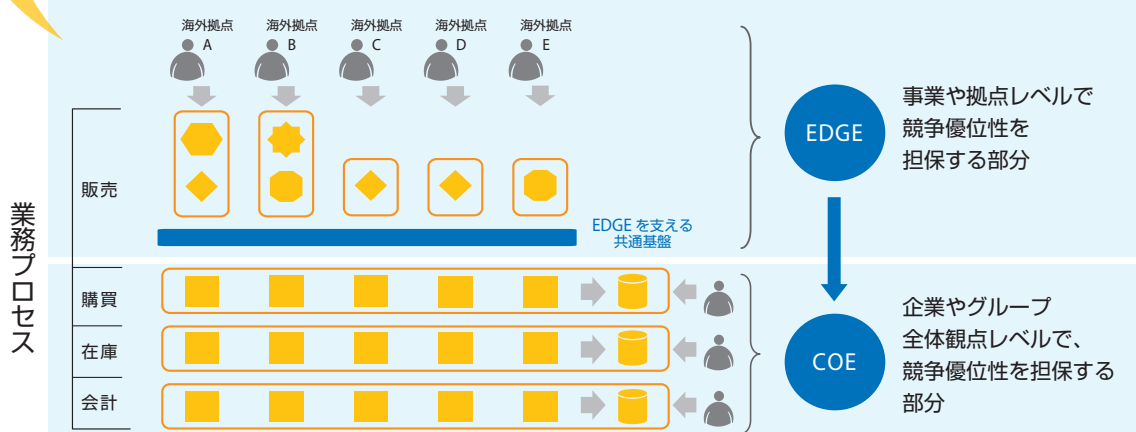 海外拠点
A
海外拠点
B
海外拠点
C
海外拠点
D
海外拠点
E
業務プロセス
販売
購買
在庫
会計
EDGE を支える
共通基盤
EDGE
事業や拠点レベルで
競争優位性を
担保する部分
COE
企業やグループ
全体観点レベルで、
競争優位性を担保する
部分